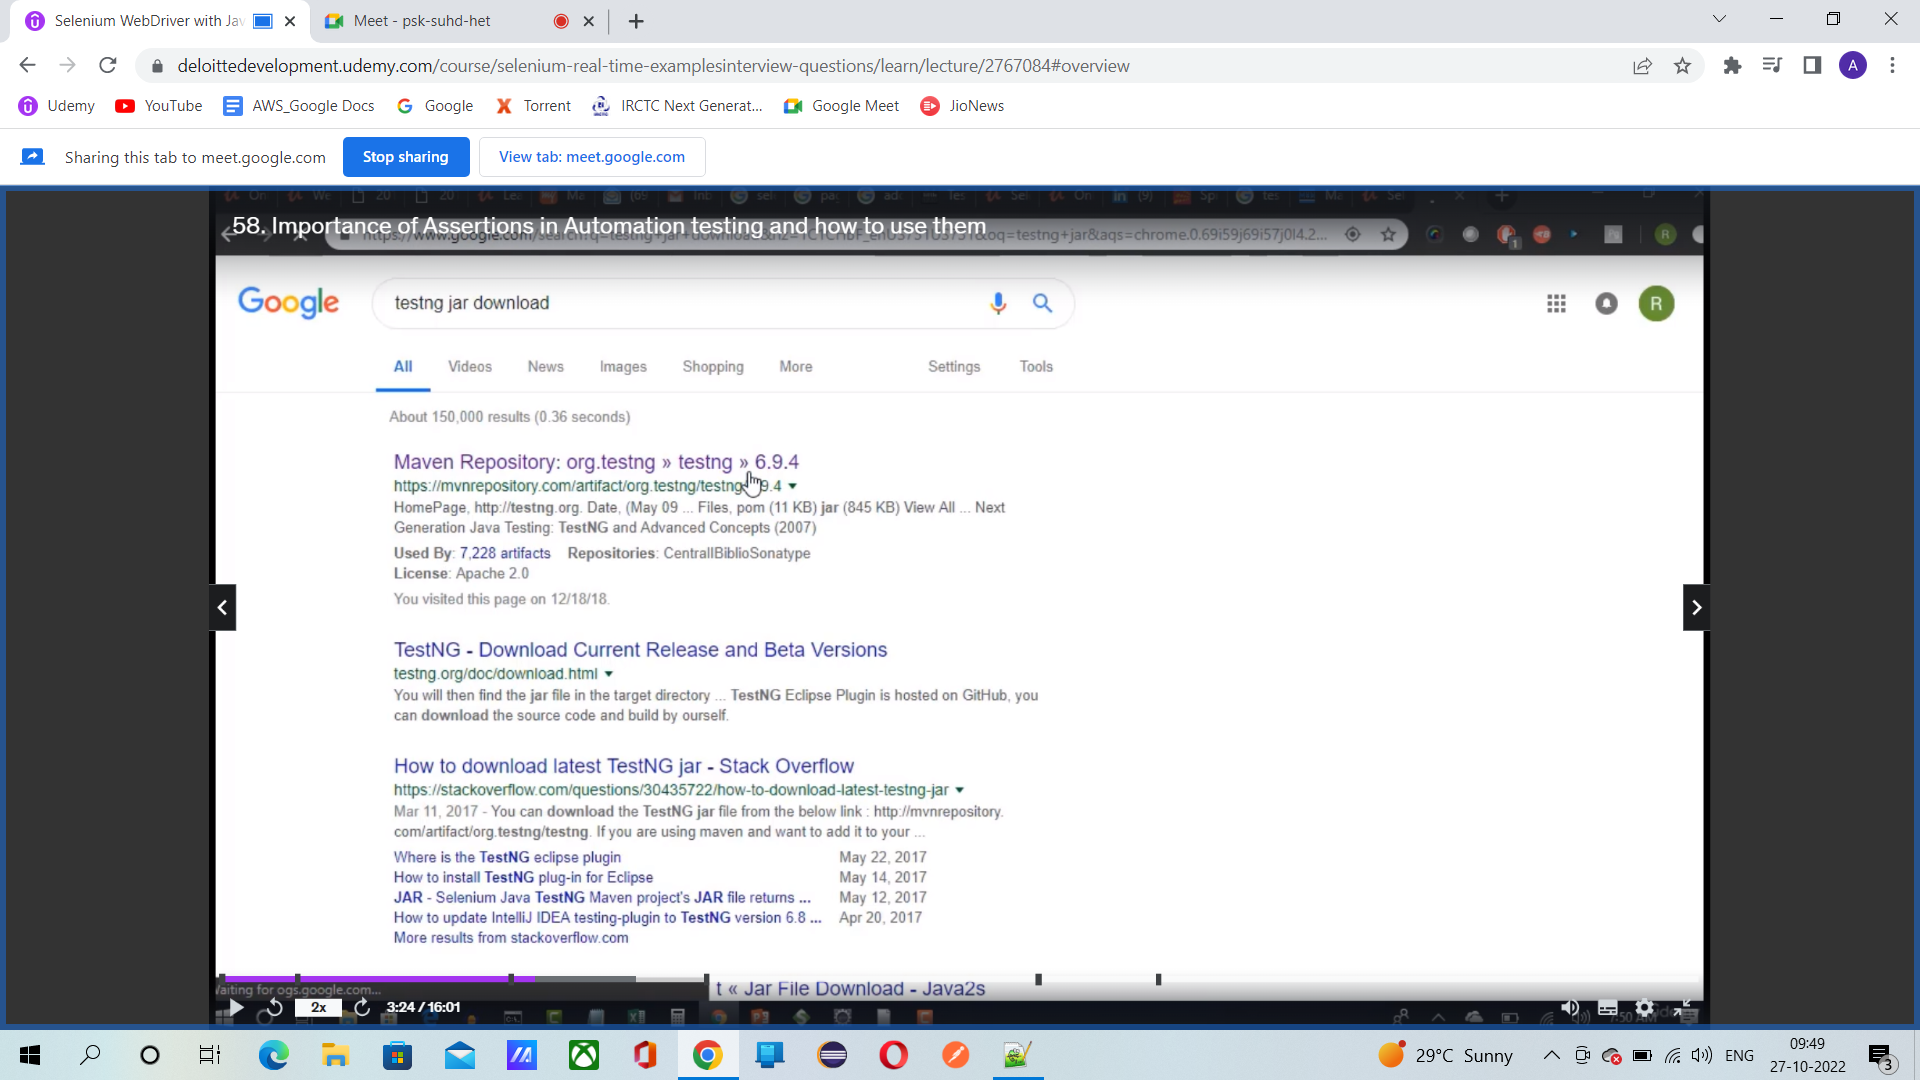 Selenium WebDriver with Jav
Meet - psk-suhd-het
deloittedevelopment.udemy.com/course/selenium-real-time-examplesinterview-questions/learn/lecture/2767084#overview
A
Udemy YouTube AWS_Google Docs Google Torrent IRCTC Next Generat... Google Meet JioNews
Sharing this tab to meet.google.com Stop sharing View tab: meet.google.com
58. Importance of Assertions in Automation testing and how to use them
Google testng jar download
R
All Videos News Images Shopping More Settings Tools
About 150,000 results (0.36 seconds)
Maven Repository: org.testng » testng » 6.9.4
https://mvnrepository.com/artifact/org.testng/testng 9.4
HomePage, http://testng.org. Date, (May 09 ... Files, pom (11 KB) jar (845 KB) View All ... Next
Generation Java Testing: TestNG and Advanced Concepts (2007)
Used By: 7,228 artifacts Repositories: CentralIBiblioSonatype
License: Apache 2.0
You visited this page on 12/18/18.
TestNG - Download Current Release and Beta Versions
testng.org/doc/download.html
You will then find the jar file in the target directory ... TestNG Eclipse Plugin is hosted on GitHub, you
can download the source code and build by ourself.
How to download latest TestNG jar - Stack Overflow
https://stackoverflow.com/questions/30435722/how-to-download-latest-testng-jar
Mar 11, 2017 - You can download the TestNG jar file from the below link : http://mvnrepository.
com/artifact/org.testng/testng. If you are using maven and want to add it to your ...
Where is the TestNG eclipse plugin May 22, 2017
How to install TestNG plug-in for Eclipse May 14, 2017
JAR - Selenium Java TestNG Maven project's JAR file returns ... May 12, 2017
How to update IntelliJ IDEA testing-plugin to TestNG version 6.8 ... Apr 20, 2017
More results from stackoverflow.com
t « Jar File Download - Java2s
Waiting for ogs.google.com...
2x 3:24 / 16:01
29°C Sunny ENG 09:49
27-10-2022
3